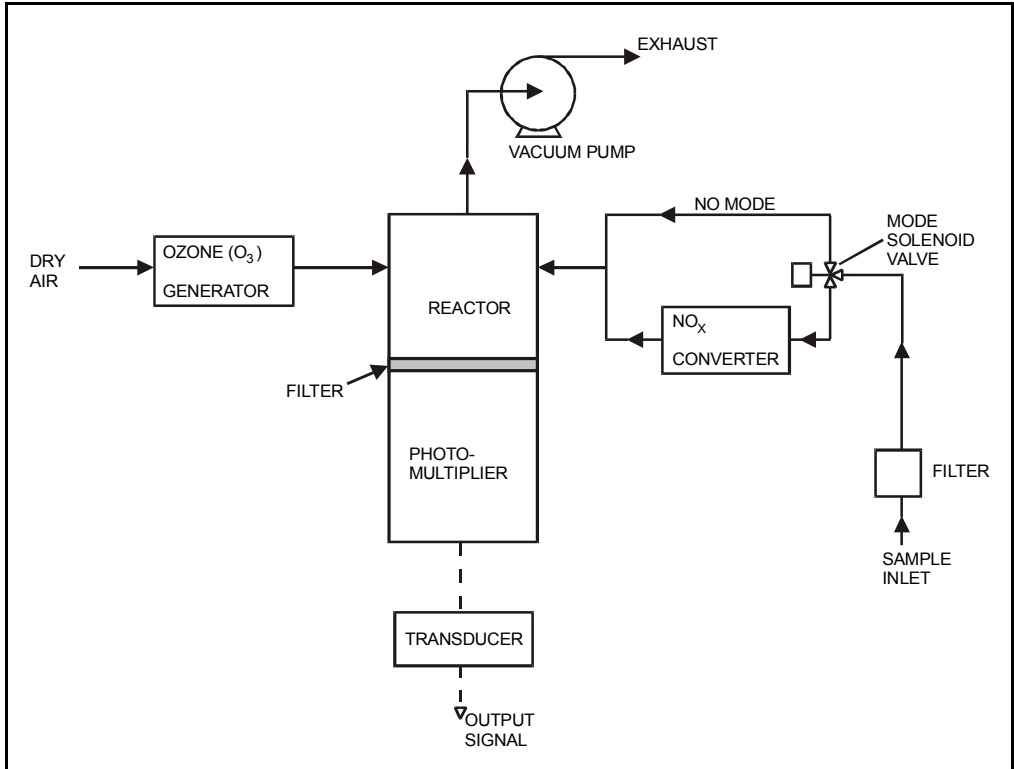 EXHAUST
VACUUM PUMP
NO MODE
MODE
SOLENOID
VALVE
DRY
AIR
OZONE (O₃)
GENERATOR
REACTOR
NOX
CONVERTER
FILTER
PHOTO-
MULTIPLIER
FILTER
SAMPLE
INLET
TRANSDUCER
OUTPUT
SIGNAL